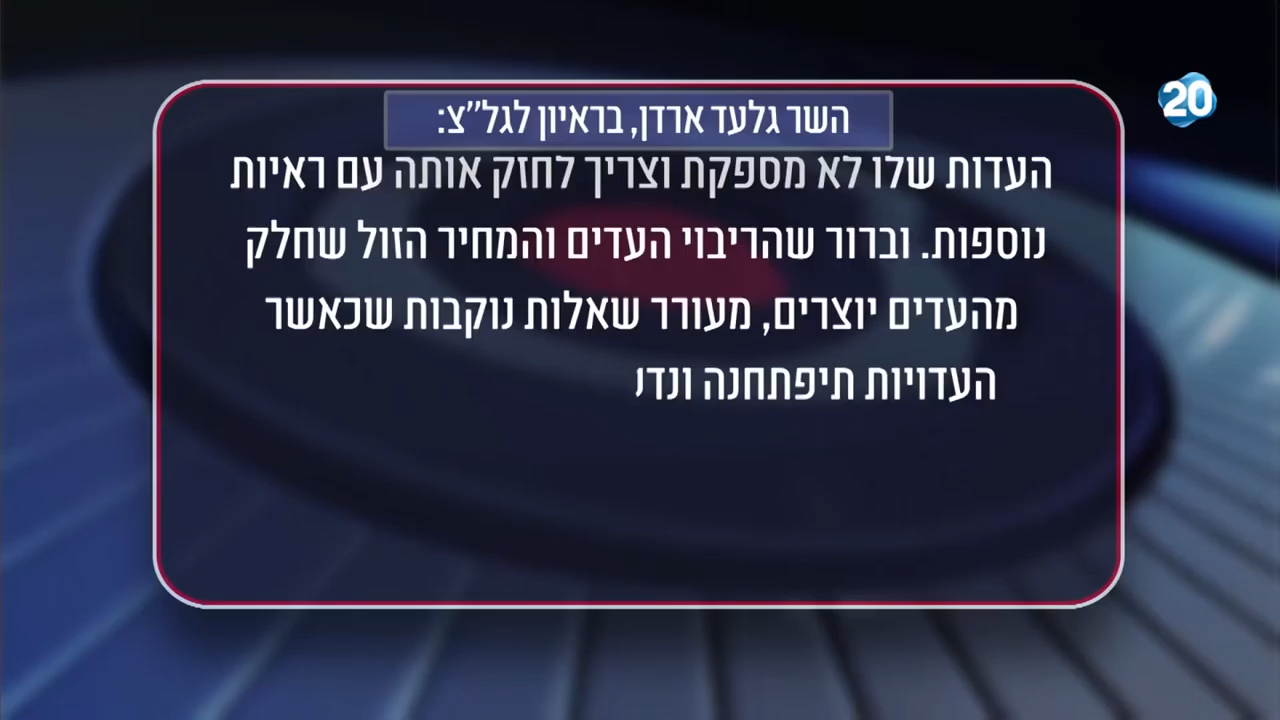 20
השר גלעד ארדן, בראיון לגל"צ:
העדות שלו לא מספקת וצריך לחזק אותה עם ראיות
נוספות. וברור שהריבוי העדים והמחיר הזול שחלק
מהעדים יוצרים, מעורר שאלות נוקבות שכאשר
העדויות תיפתחנה